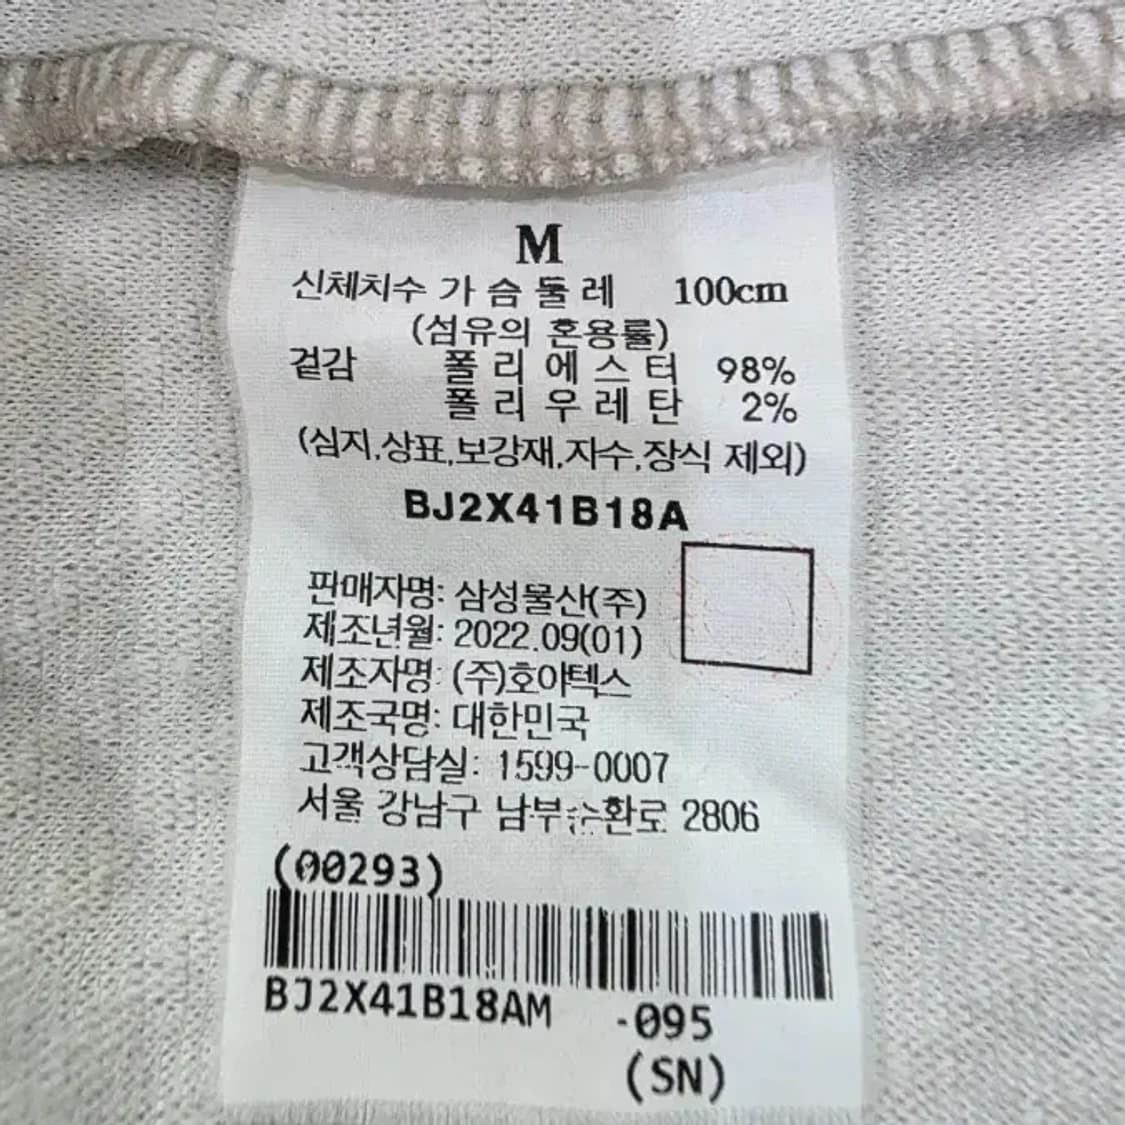 M
신체치수 가 슴 둘 레 100cm
(섬유의 혼용률)
겉감 폴 리 에 스 터 98%
폴 리 우 레 탄 2%
(심지,상표,보강재,자수,장식 제외)
BJ2X41B18A
판매자명: 삼성물산(주)
제조년월: 2022.09(01)
제조자명: (주)호아텍스
제조국명: 대한민국
고객상담실: 1599-0007
서울 강남구 남부순환로 2806
(00293)
BJ2X41B18AM -095
(SN)